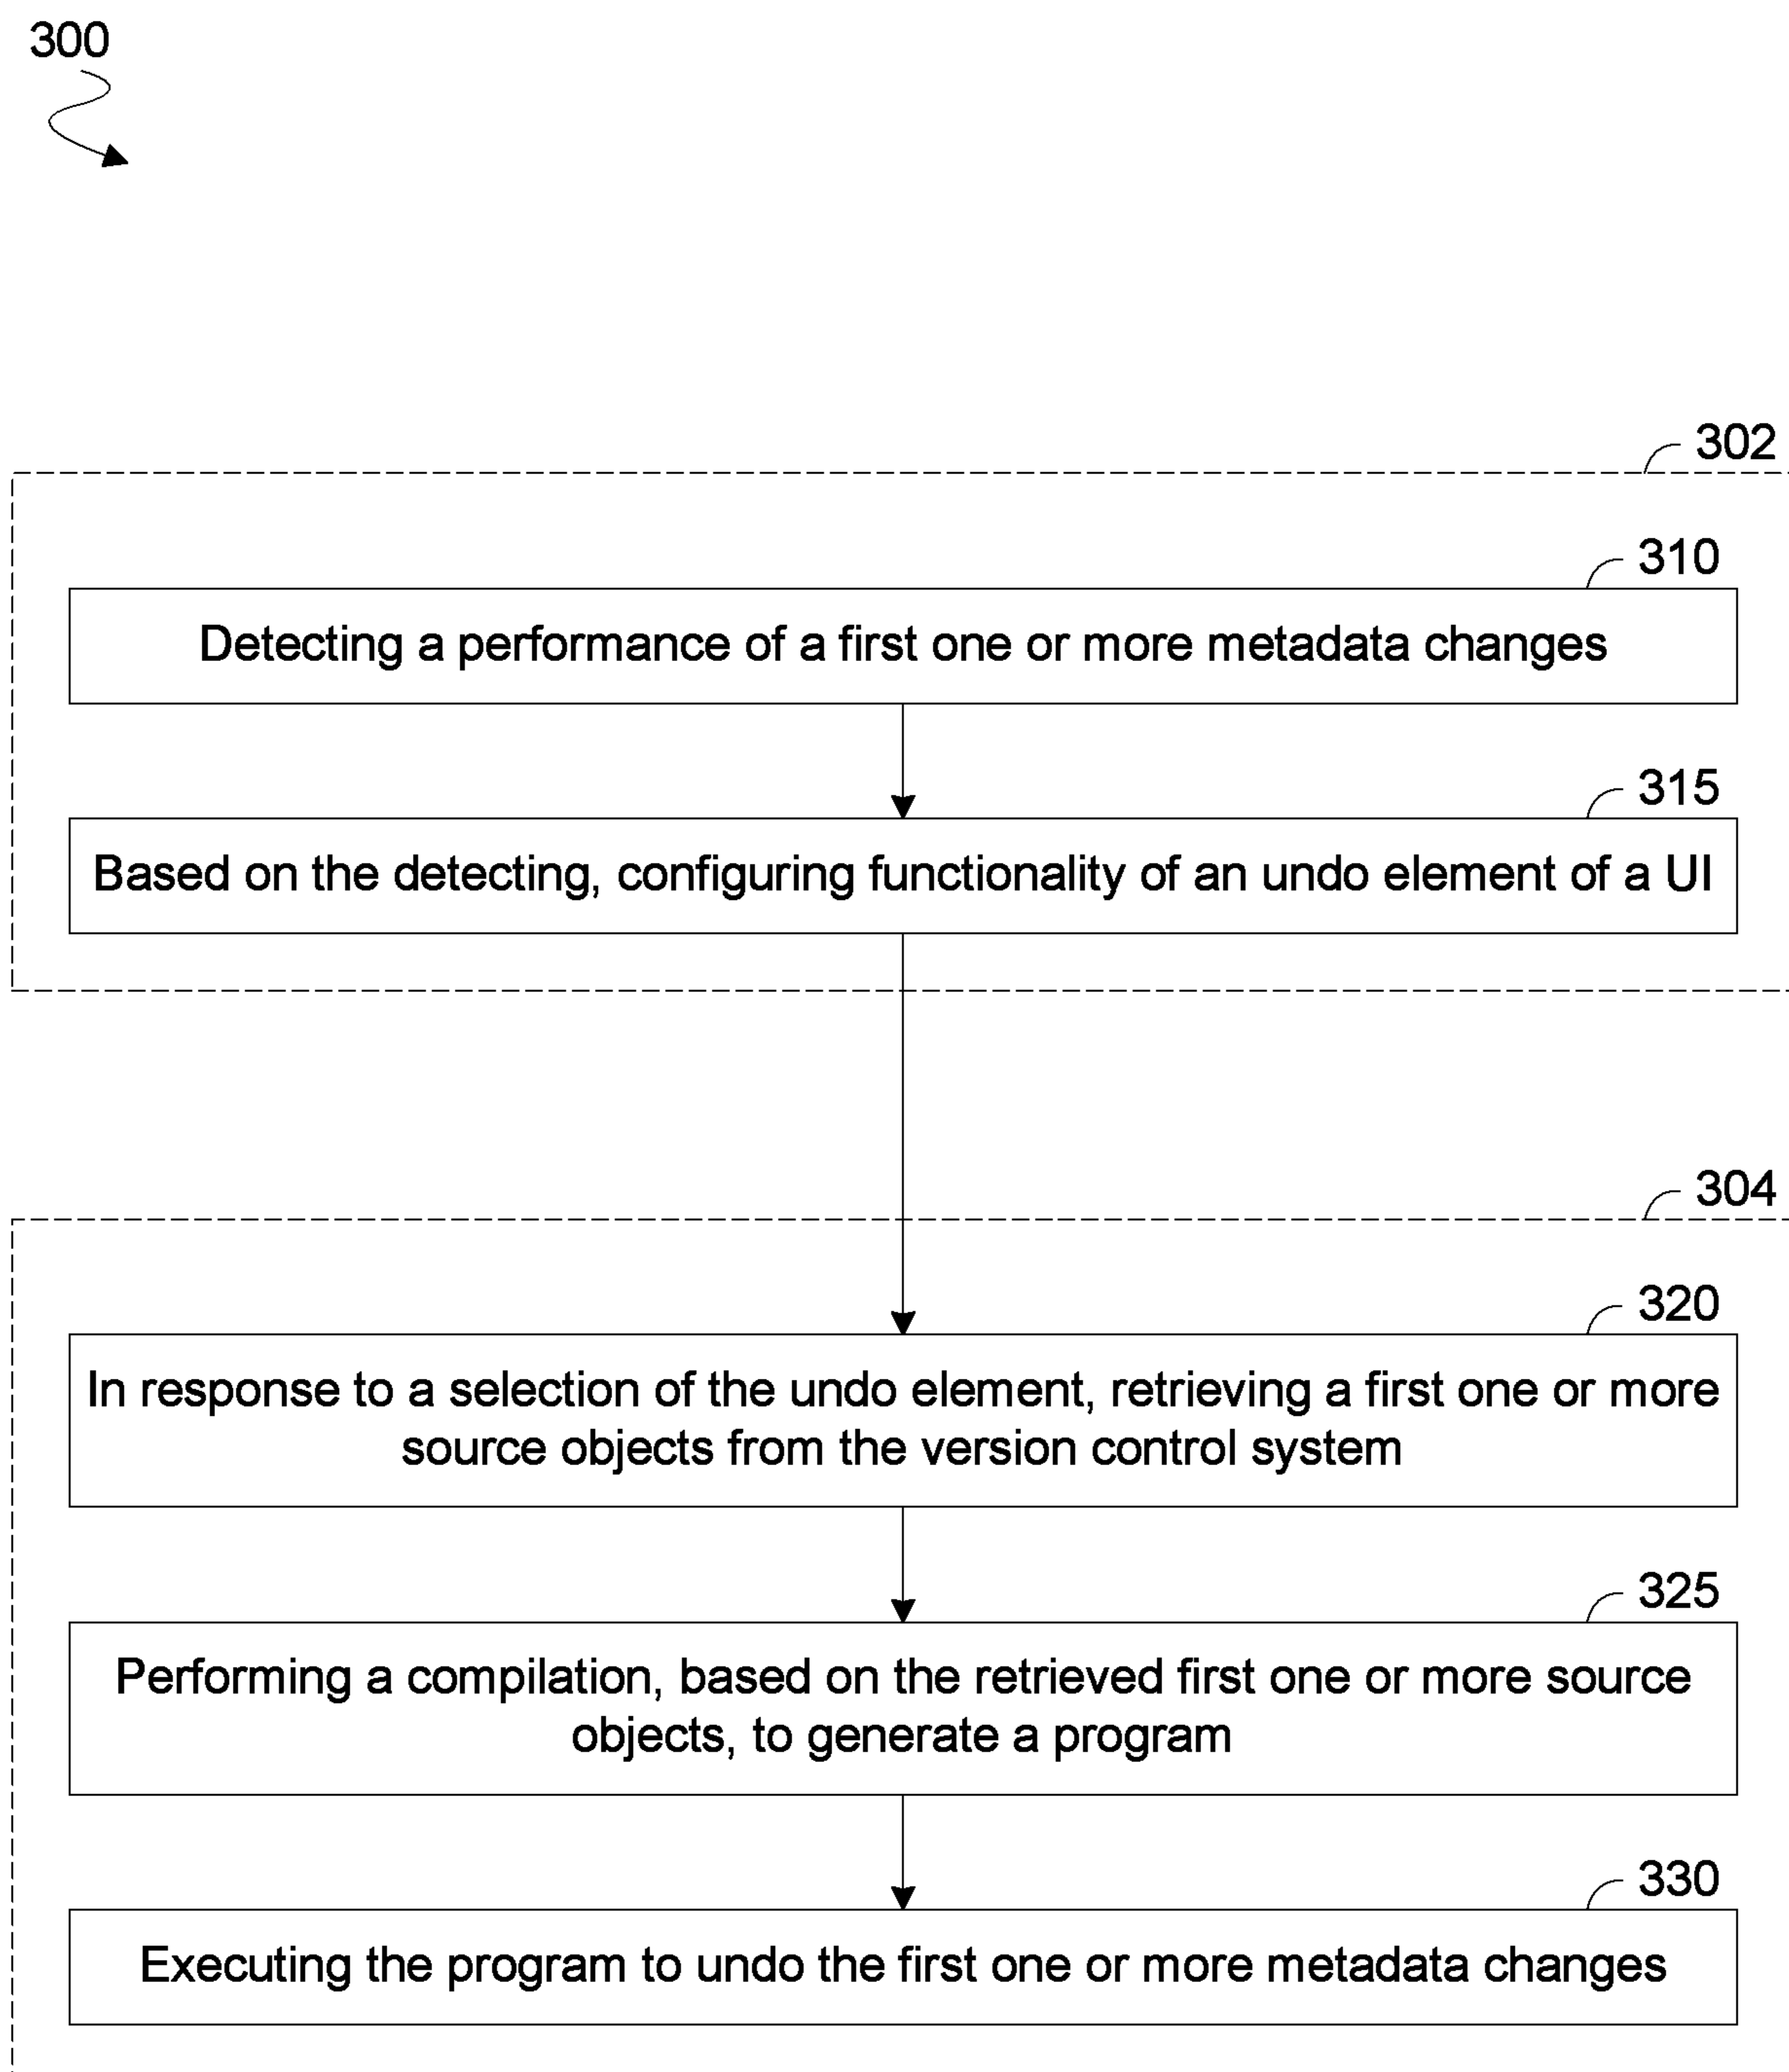 300
302
310
Detecting a performance of a first one or more metadata changes
315
Based on the detecting, configuring functionality of an undo element of a UI
304
320
In response to a selection of the undo element, retrieving a first one or more
source objects from the version control system
325
Performing a compilation, based on the retrieved first one or more source
objects, to generate a program
330
Executing the program to undo the first one or more metadata changes